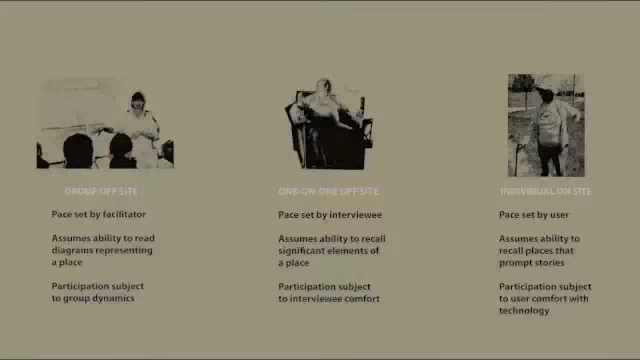 GROUP OFF SITE
Pace set by facilitator
Assumes ability to read
diagrams representing
a place
Participation subject
to group dynamics
ONE-ON-ONE OFF SITE
Pace set by interviewee
Assumes ability to recall
significant elements of
a place
Participation subject
to interviewee comfort
INDIVIDUAL ON SITE
Pace set by user
Assumes ability to
recall places that
prompt stories
Participation subject
to user comfort with
technology